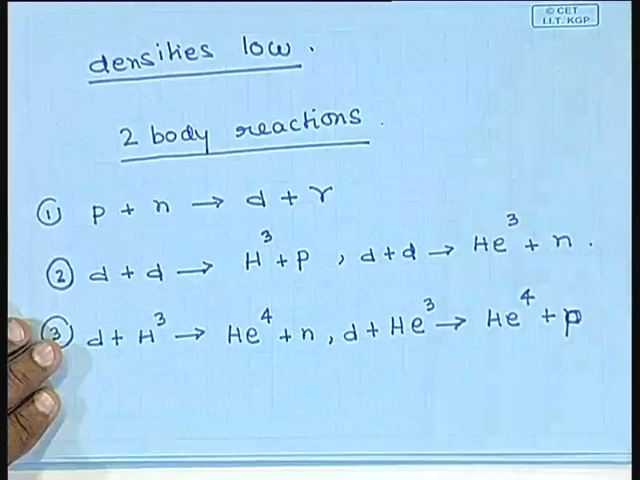 © CET
I.I.T. KGP
densities low.
2 body reactions.
① p + n → d + γ
② d + d → H³ + p , d + d → He³ + n .
③ d + H³ → He⁴ + n , d + He³ → He⁴ + p